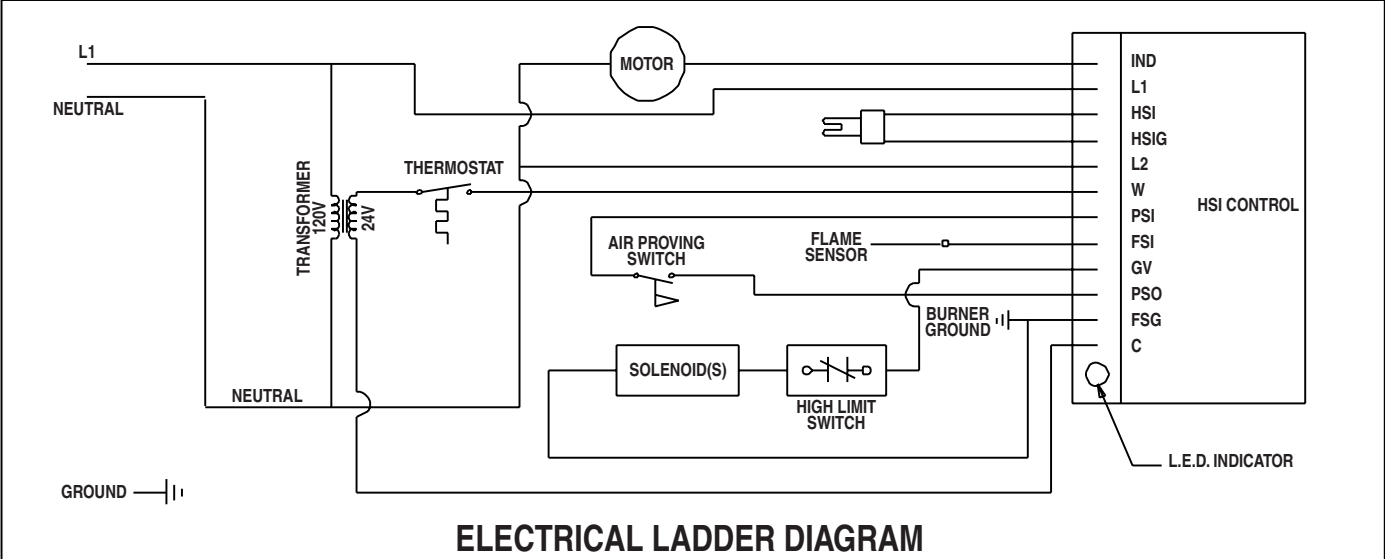 L1
NEUTRAL
TRANSFORMER
120V
24V
THERMOSTAT
NEUTRAL
GROUND
MOTOR
AIR PROVING
SWITCH
FLAME
SENSOR
BURNER
GROUND
SOLENOID(S)
HIGH LIMIT
SWITCH
IND
L1
HSI
HSIG
L2
W
PSI
FSI
GV
PSO
FSG
C
HSI CONTROL
L.E.D. INDICATOR
ELECTRICAL LADDER DIAGRAM